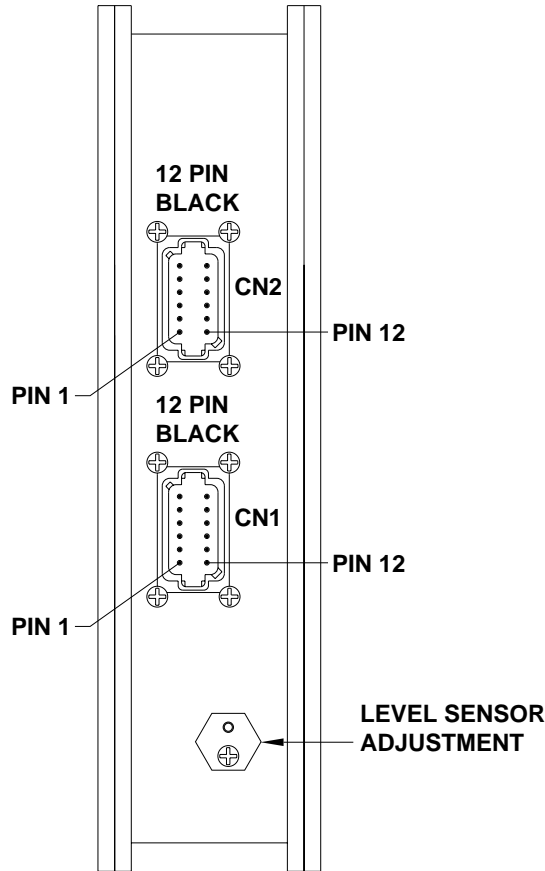 12 PIN
BLACK
CN2
PIN 12
PIN 1
12 PIN
BLACK
CN1
PIN 12
PIN 1
LEVEL SENSOR
ADJUSTMENT